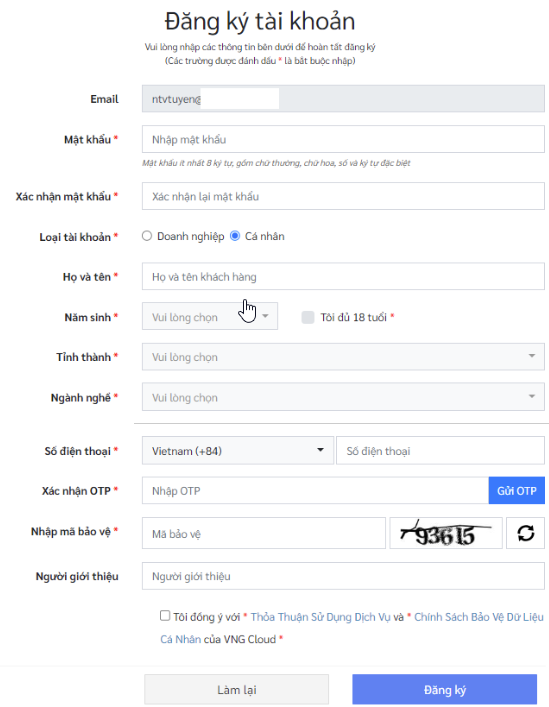 Đăng ký tài khoản
Vui lòng nhập các thông tin bên dưới để hoàn tất đăng ký
(Các trường được đánh dấu * là bắt buộc nhập)
Email ntvtuyen@
Mật khẩu * Nhập mật khẩu
Mật khẩu ít nhất 8 ký tự, gồm chữ thường, chữ hoa, số và ký tự đặc biệt
Xác nhận mật khẩu * Xác nhận lại mật khẩu
Loại tài khoản * Doanh nghiệp Cá nhân
Họ và tên * Họ và tên khách hàng
Năm sinh * Vui lòng chọn Tôi đủ 18 tuổi *
Tỉnh thành * Vui lòng chọn
Ngành nghề * Vui lòng chọn
Số điện thoại * Vietnam (+84) Số điện thoại
Xác nhận OTP * Nhập OTP Gửi OTP
Nhập mã bảo vệ * Mã bảo vệ 93615
Người giới thiệu Người giới thiệu
Tôi đồng ý với * Thỏa Thuận Sử Dụng Dịch Vụ và * Chính Sách Bảo Vệ Dữ Liệu
Cá Nhân của VNG Cloud *
Làm lại Đăng ký